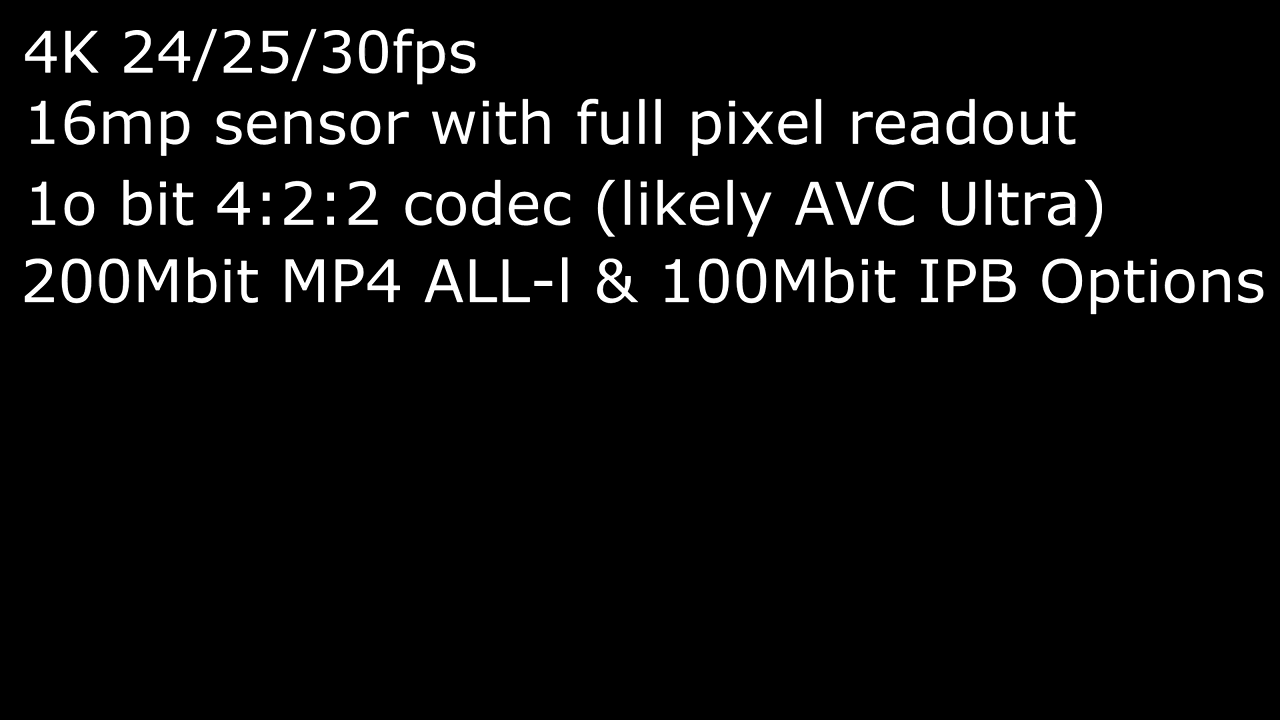 4K 24/25/30fps
16mp sensor with full pixel readout
1o bit 4:2:2 codec (likely AVC Ultra)
200Mbit MP4 ALL-l & 100Mbit IPB Options